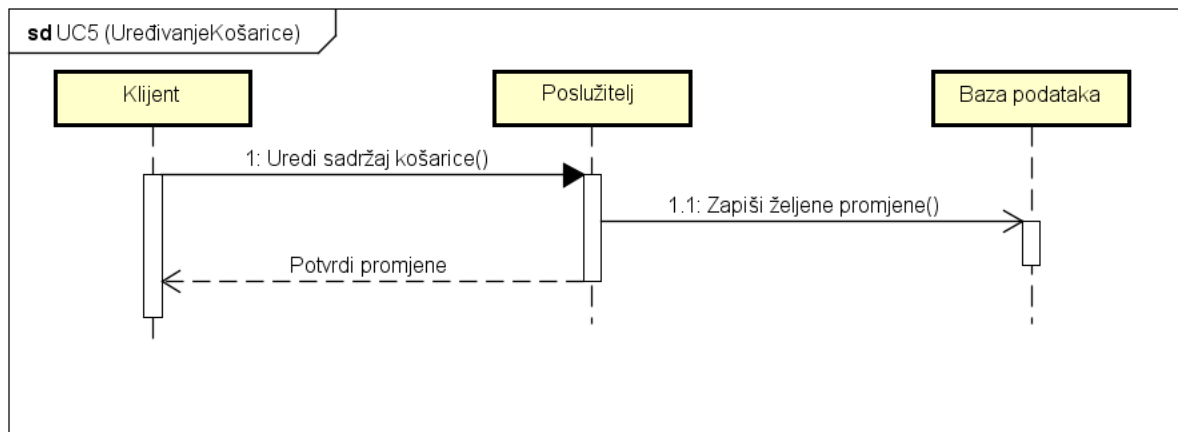 sd UC5 (UređivanjeKošarice)
Klijent
Poslužitelj
Baza podataka
1: Uredi sadržaj košarice()
1.1: Zapiši željene promjene()
Potvrdi promjene